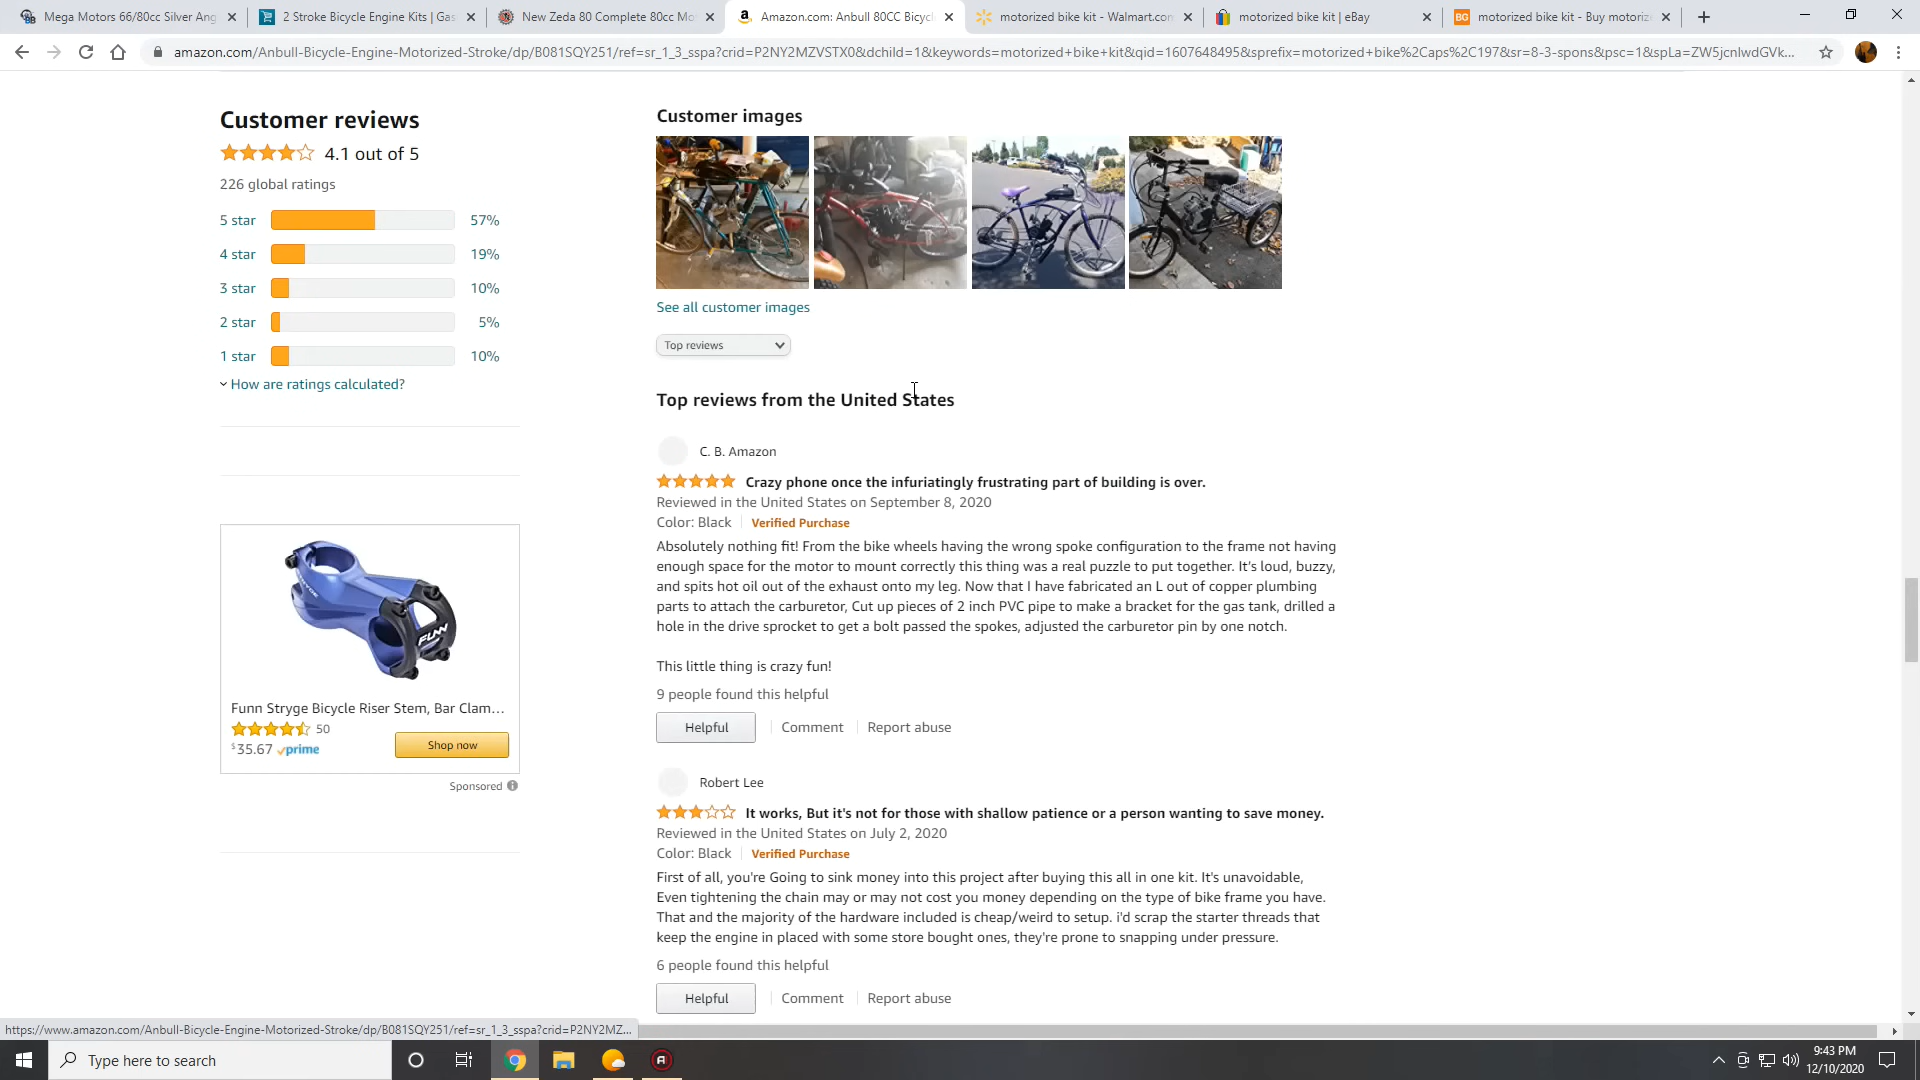 Mega Motors 66/80cc Silver Ang
2 Stroke Bicycle Engine Kits | Gas
New Zeda 80 Complete 80cc Mo
Amazon.com: Anbull 80CC Bicycl
motorized bike kit - Walmart.com
motorized bike kit | eBay
motorized bike kit - Buy motoriz
amazon.com/Anbull-Bicycle-Engine-Motorized-Stroke/dp/B081SQY251/ref=sr_1_3_sspa?crid=P2NY2MZVSTX0&dchild=1&keywords=motorized+bike+kit&qid=1607648495&sprefix=motorized+bike%2Caps%2C197&sr=8-3-spons&psc=1&spLa=ZW5jcnlwdGVk...
Customer reviews
4.1 out of 5
226 global ratings
5 star 57%
4 star 19%
3 star 10%
2 star 5%
1 star 10%
How are ratings calculated?
FUNN
Funn Stryge Bicycle Riser Stem, Bar Clam...
50
$35.67 prime
Shop now
Sponsored
Customer images
See all customer images
Top reviews
Top reviews from the United States
C. B. Amazon
Crazy phone once the infuriatingly frustrating part of building is over.
Reviewed in the United States on September 8, 2020
Color: Black | Verified Purchase
Absolutely nothing fit! From the bike wheels having the wrong spoke configuration to the frame not having
enough space for the motor to mount correctly this thing was a real puzzle to put together. It's loud, buzzy,
and spits hot oil out of the exhaust onto my leg. Now that I have fabricated an L out of copper plumbing
parts to attach the carburetor, Cut up pieces of 2 inch PVC pipe to make a bracket for the gas tank, drilled a
hole in the drive sprocket to get a bolt passed the spokes, adjusted the carburetor pin by one notch.
This little thing is crazy fun!
9 people found this helpful
Helpful | Comment | Report abuse
Robert Lee
It works, But it's not for those with shallow patience or a person wanting to save money.
Reviewed in the United States on July 2, 2020
Color: Black | Verified Purchase
First of all, you're Going to sink money into this project after buying this all in one kit. It's unavoidable,
Even tightening the chain may or may not cost you money depending on the type of bike frame you have.
That and the majority of the hardware included is cheap/weird to setup. i'd scrap the starter threads that
keep the engine in placed with some store bought ones, they're prone to snapping under pressure.
6 people found this helpful
Helpful | Comment | Report abuse
https://www.amazon.com/Anbull-Bicycle-Engine-Motorized-Stroke/dp/B081SQY251/ref=sr_1_3_sspa?crid=P2NY2MZ...
Type here to search
9:43 PM
12/10/2020